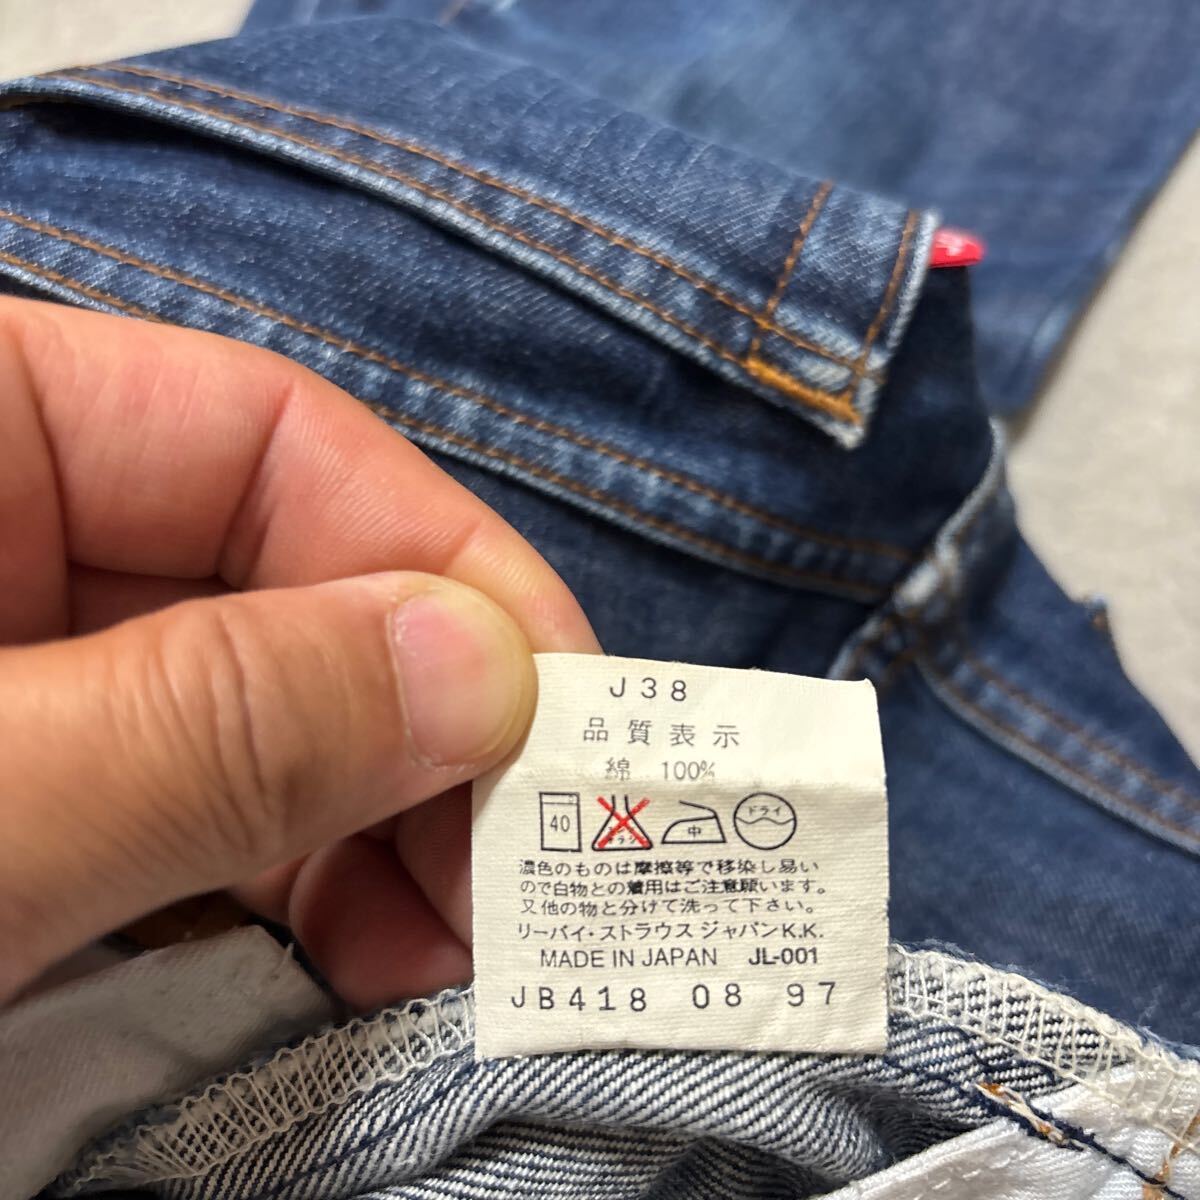 J38
品質表示
綿 100%
40 中 ドライ
濃色のものは摩擦等で移染し易い
ので白物との着用はご注意願います。
又他の物と分けて洗って下さい。
リーバイ・ストラウス ジャパンK.K.
MADE IN JAPAN JL-001
JB418 08 97